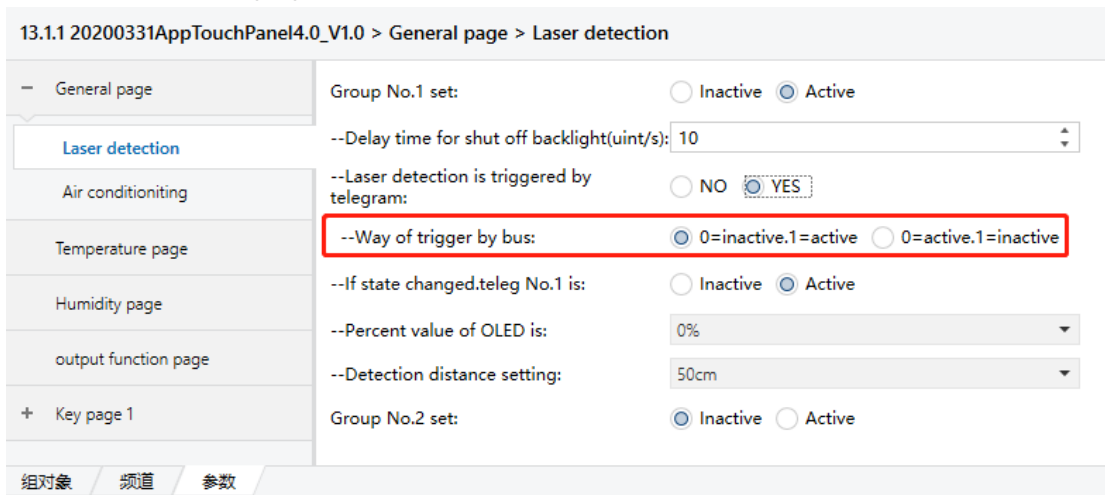 13.1.1 20200331AppTouchPanel4.0_V1.0 > General page > Laser detection
− General page
Laser detection
Air conditioniting
Temperature page
Humidity page
output function page
+ Key page 1
Group No.1 set: Inactive Active
--Delay time for shut off backlight(uint/s): 10
--Laser detection is triggered by
telegram: NO YES
--Way of trigger by bus: 0=inactive.1=active 0=active.1=inactive
--If state changed.teleg No.1 is: Inactive Active
--Percent value of OLED is: 0%
--Detection distance setting: 50cm
Group No.2 set: Inactive Active
组对象 频道 参数